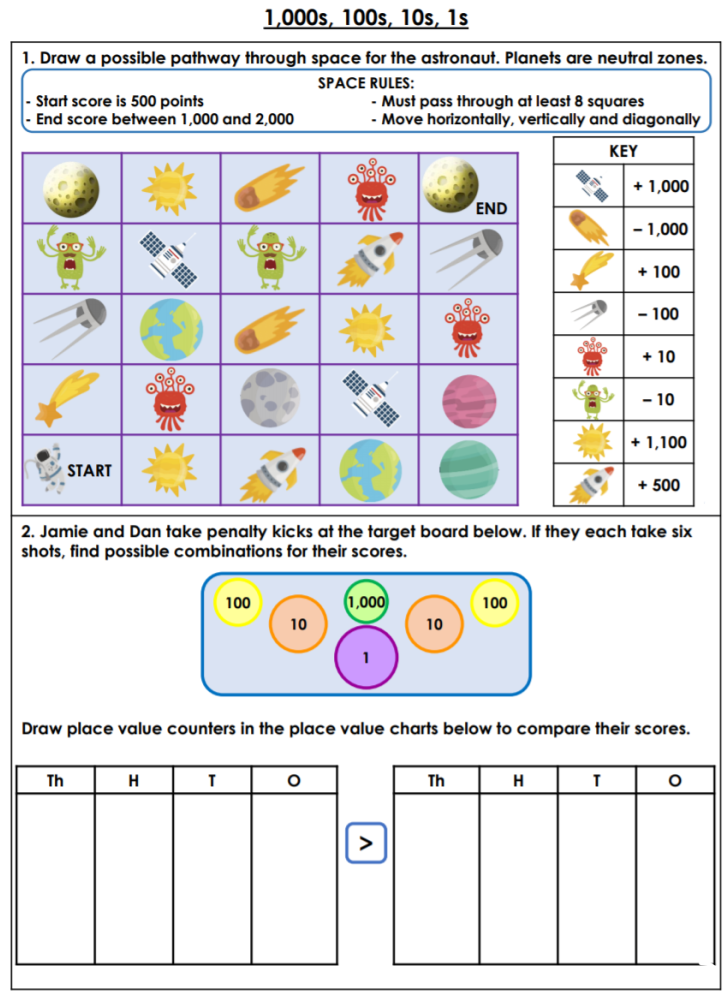 1,000s, 100s, 10s, 1s
1. Draw a possible pathway through space for the astronaut. Planets are neutral zones.
SPACE RULES:
- Start score is 500 points
- Must pass through at least 8 squares
- End score between 1,000 and 2,000
- Move horizontally, vertically and diagonally
END
START
KEY
+ 1,000
– 1,000
+ 100
– 100
+ 10
– 10
+ 1,100
+ 500
2. Jamie and Dan take penalty kicks at the target board below. If they each take six
shots, find possible combinations for their scores.
100
10
1,000
10
100
1
Draw place value counters in the place value charts below to compare their scores.
Th H T O
>
Th H T O